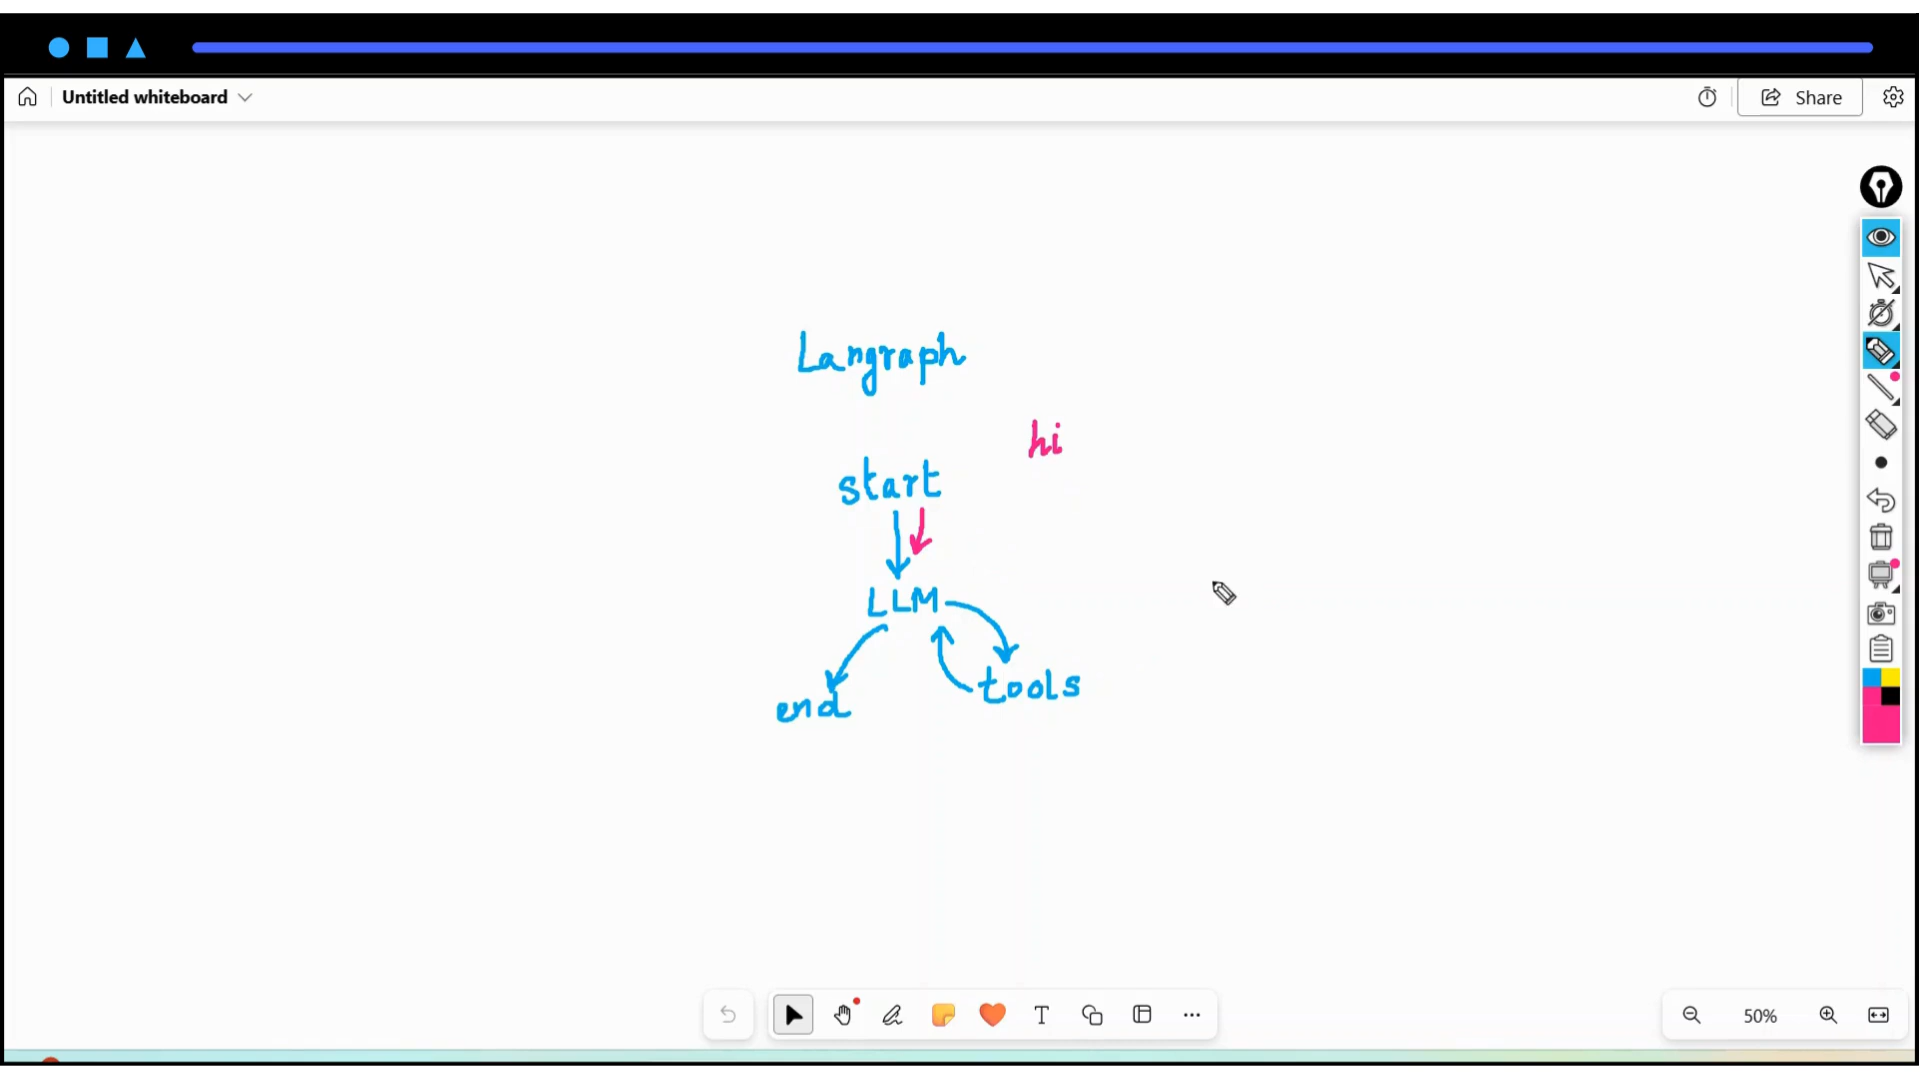 Untitled whiteboard
Share
Langraph
hi
start
LLM
tools
end
50%